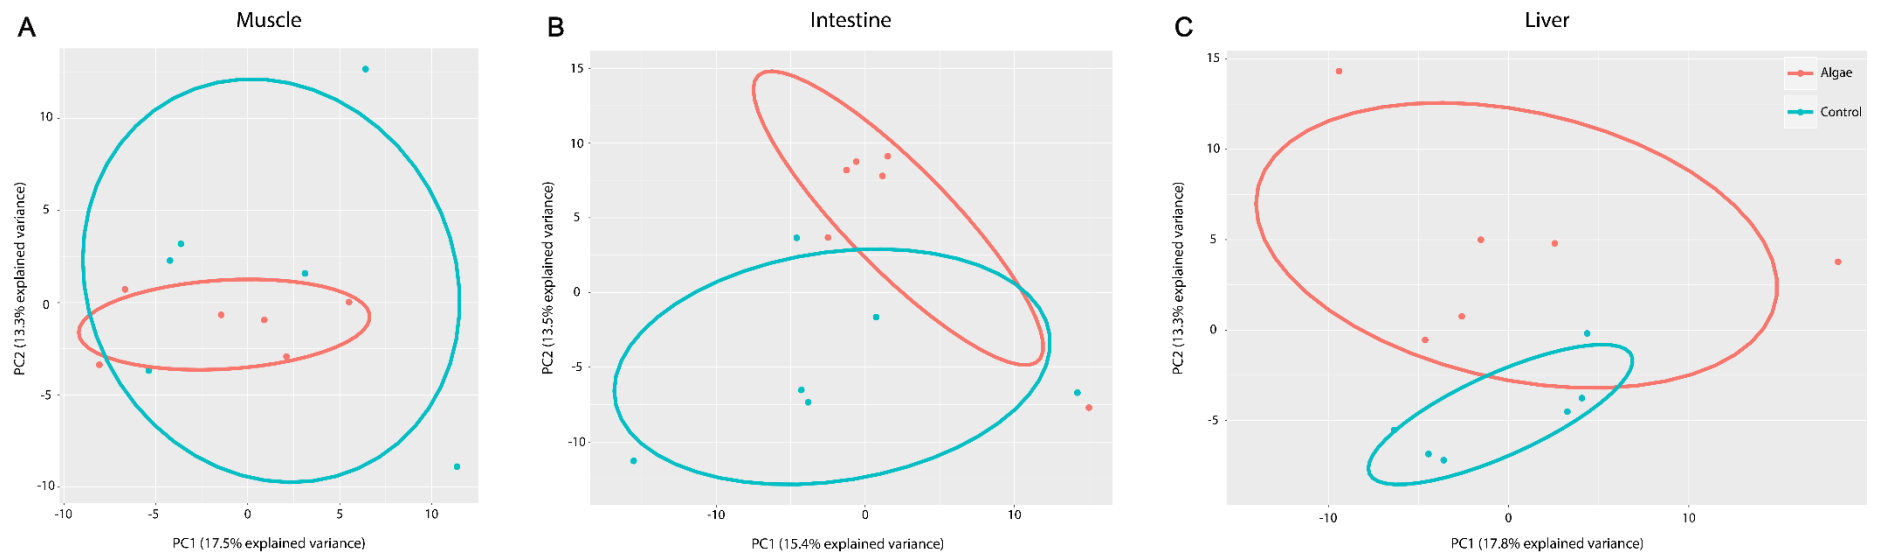 A
Muscle
10
5
0
-5
-10
-10
-5
0
5
10
PC2 (13.3% explained variance)
PC1 (17.5% explained variance)
B
Intestine
15
10
5
0
-5
-10
-10
0
10
PC2 (13.5% explained variance)
PC1 (15.4% explained variance)
C
Liver
15
10
5
0
-5
-10
0
10
PC2 (13.3% explained variance)
PC1 (17.8% explained variance)
Algae
Control